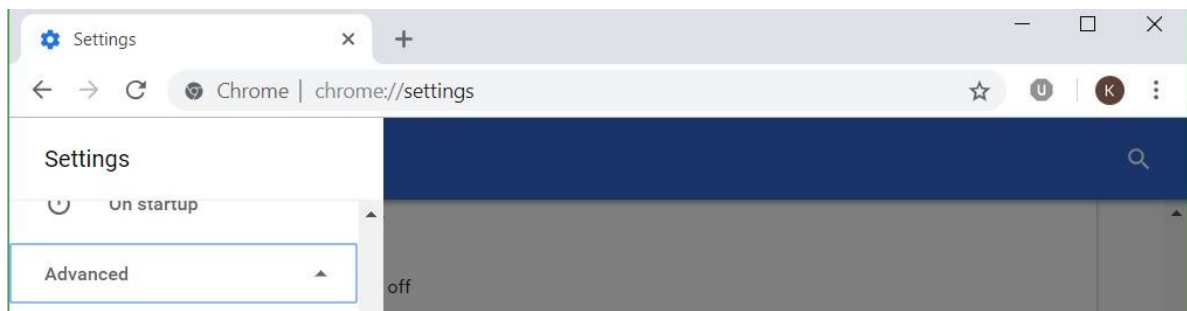 Settings
Chrome | chrome://settings
U
K
Settings
On startup
Advanced
off